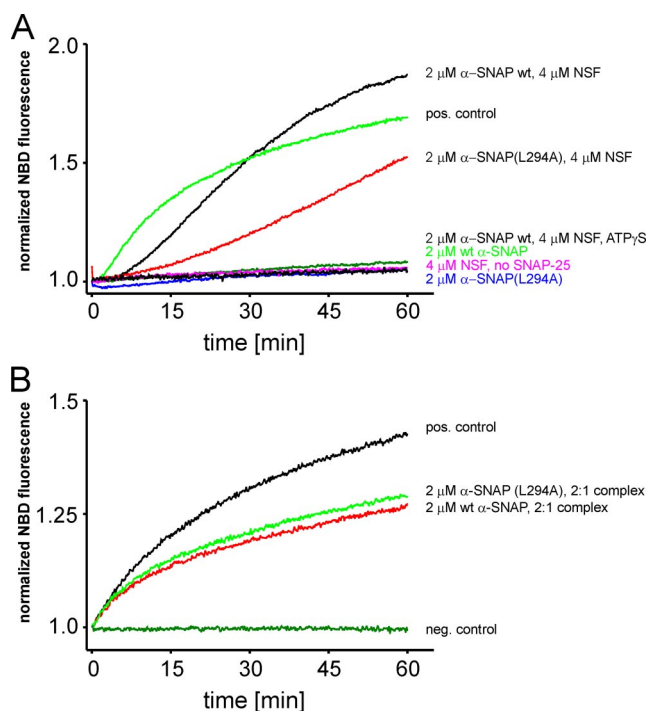 A
normalized NBD fluorescence
2.0
1.5
1.0
0
15
30
45
60
time [min]
2 μM α−SNAP wt, 4 μM NSF
pos. control
2 μM α−SNAP(L294A), 4 μM NSF
2 μM α−SNAP wt, 4 μM NSF, ATPγS
2 μM wt α-SNAP
4 μM NSF, no SNAP-25
2 μM α−SNAP(L294A)
B
normalized NBD fluorescence
1.5
1.25
1.0
0
15
30
45
60
time [min]
pos. control
2 μM α-SNAP (L294A), 2:1 complex
2 μM wt α-SNAP, 2:1 complex
neg. control